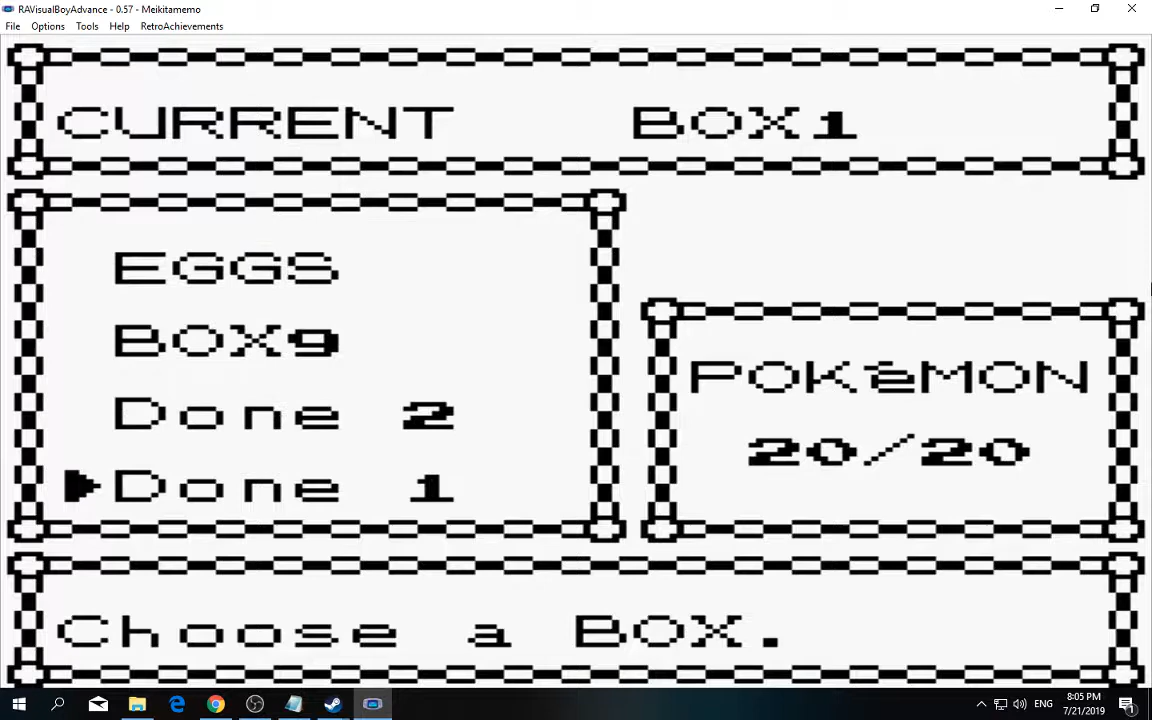 RAVisualBoyAdvance - 0.57 - Meikitamemo
File Options Tools Help RetroAchievements
CURRENT BOX1
EGGS
BOX9
Done 2
▶Done 1
POKéMON
20/20
Choose a BOX.
ENG
8:05 PM
7/21/2019
1